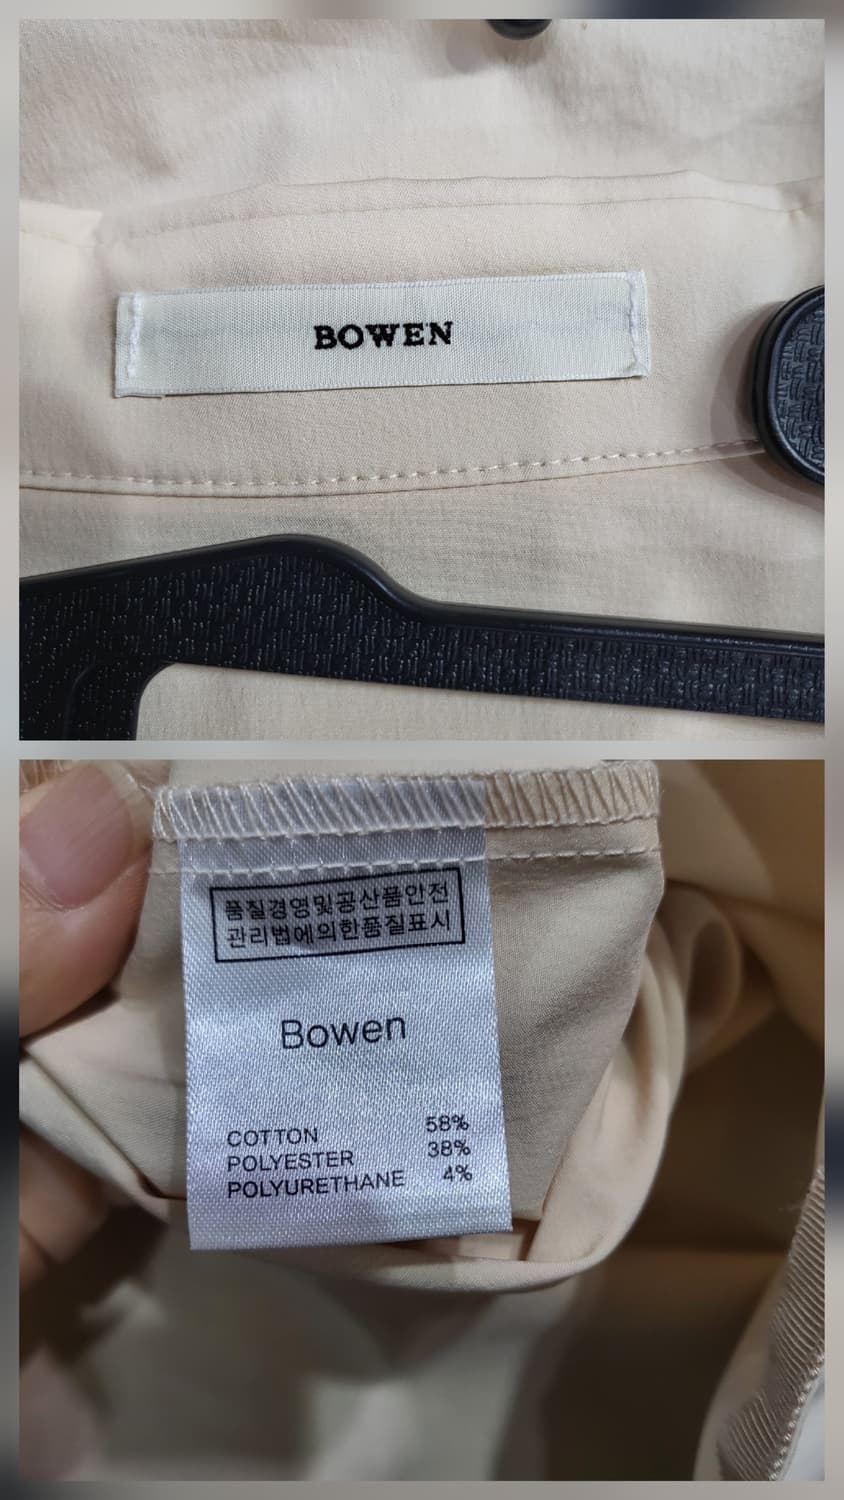 BOWEN
품질경영및공산품안전
관리법에의한품질표시
Bowen
COTTON 58%
POLYESTER 38%
POLYURETHANE 4%